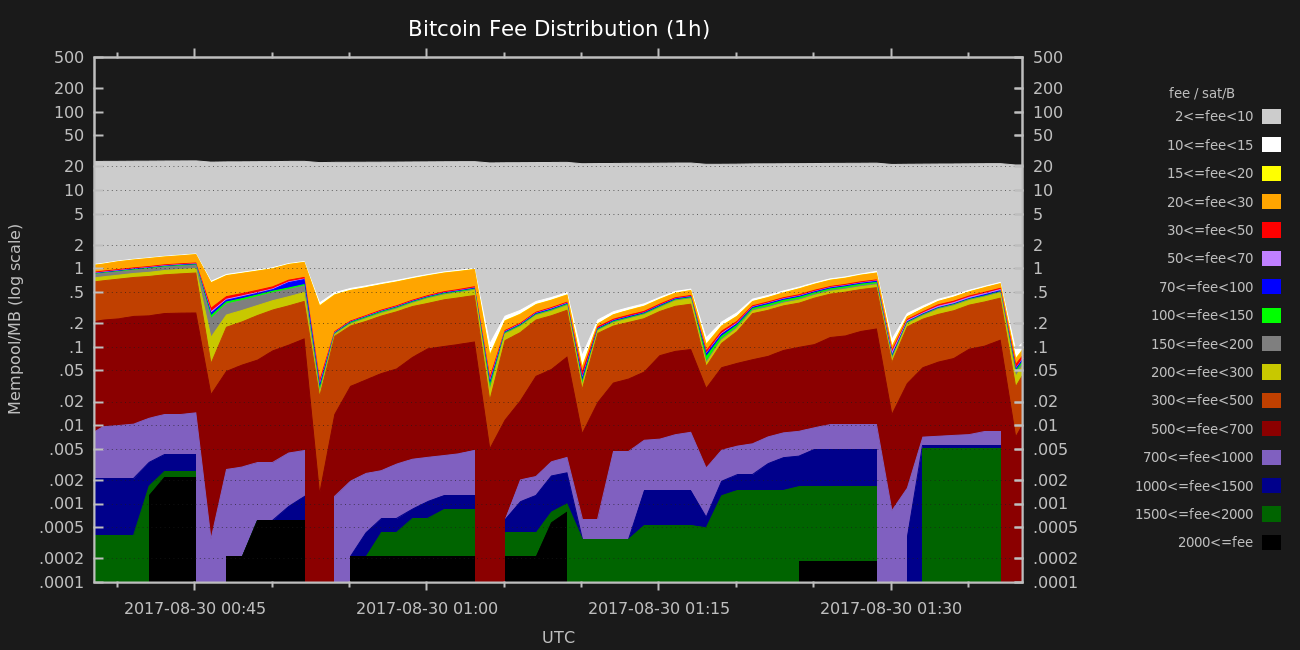 Bitcoin Fee Distribution (1h)
500 500
200 200
100 100
50 50
20 20
10 10
5 5
2 2
1 1
.5 .5
.2 .2
.1 .1
.05 .05
.02 .02
.01 .01
.005 .005
.002 .002
.001 .001
.0005 .0005
.0002 .0002
.0001 .0001
Mempool/MB (log scale)
2017-08-30 00:45 2017-08-30 01:00 2017-08-30 01:15 2017-08-30 01:30
UTC
fee / sat/B
2<=fee<10
10<=fee<15
15<=fee<20
20<=fee<30
30<=fee<50
50<=fee<70
70<=fee<100
100<=fee<150
150<=fee<200
200<=fee<300
300<=fee<500
500<=fee<700
700<=fee<1000
1000<=fee<1500
1500<=fee<2000
2000<=fee